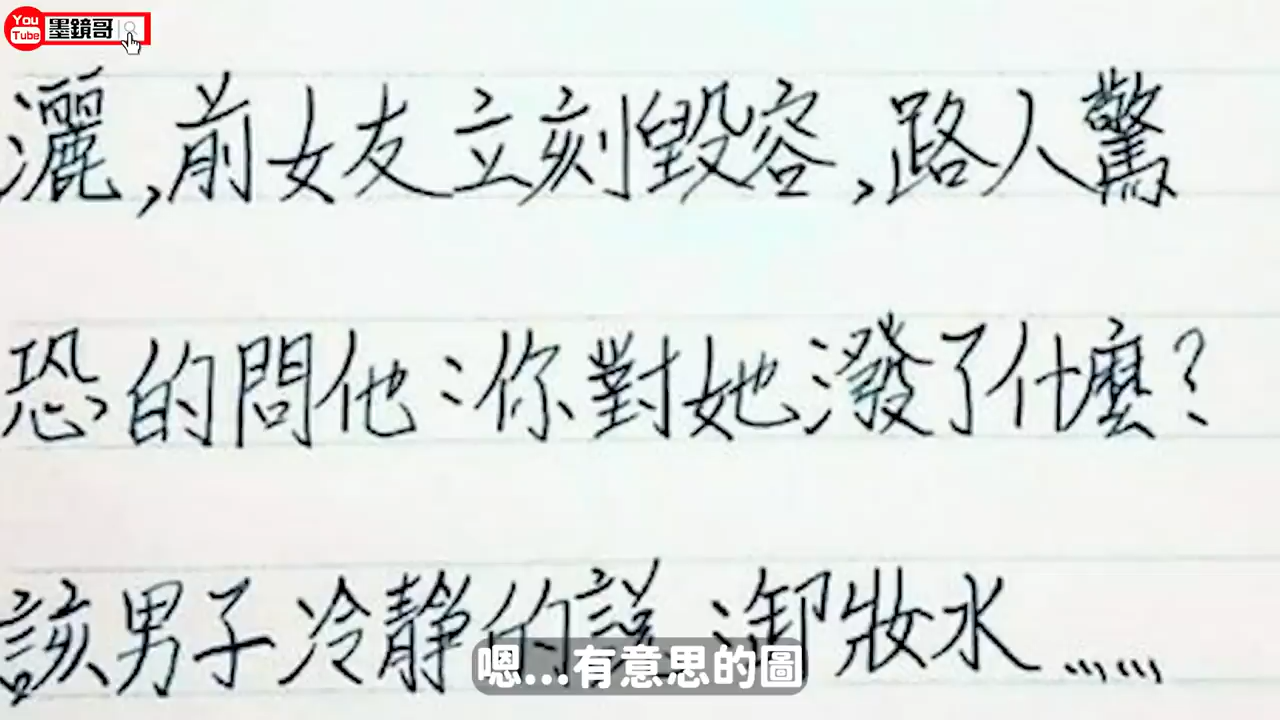 You
Tube
墨鏡哥
灑,前女友立刻毀容,路人驚
恐的問他:你對她潑了什麼?
該男子冷靜的說:卸妝水……
嗯...有意思的圖